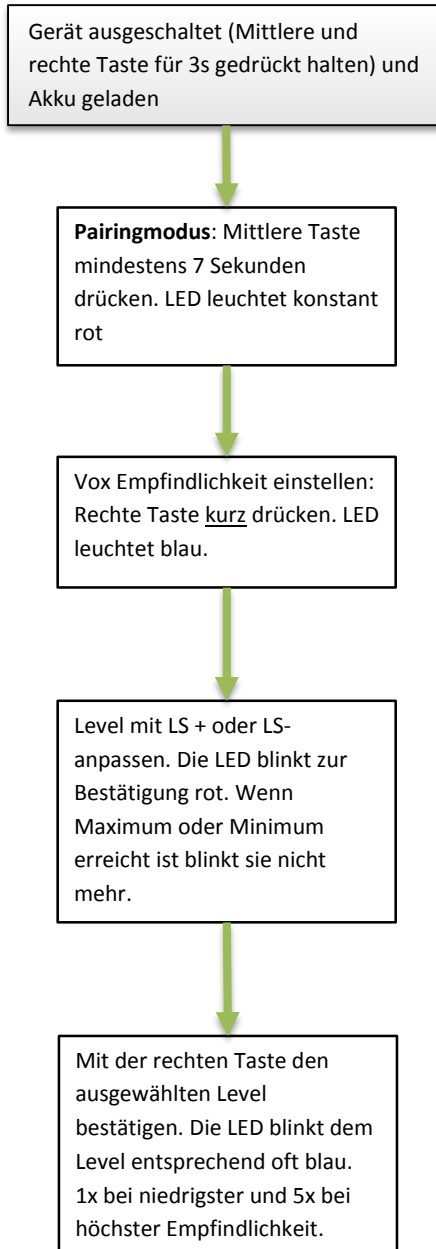 Gerät ausgeschaltet (Mittlere und
rechte Taste für 3s gedrückt halten) und
Akku geladen
Pairingmodus: Mittlere Taste
mindestens 7 Sekunden
drücken. LED leuchtet konstant
rot
Vox Empfindlichkeit einstellen:
Rechte Taste kurz drücken. LED
leuchtet blau.
Level mit LS + oder LS-
anpassen. Die LED blinkt zur
Bestätigung rot. Wenn
Maximum oder Minimum
erreicht ist blinkt sie nicht
mehr.
Mit der rechten Taste den
ausgewählten Level
bestätigen. Die LED blinkt dem
Level entsprechend oft blau.
1x bei niedrigster und 5x bei
höchster Empfindlichkeit.